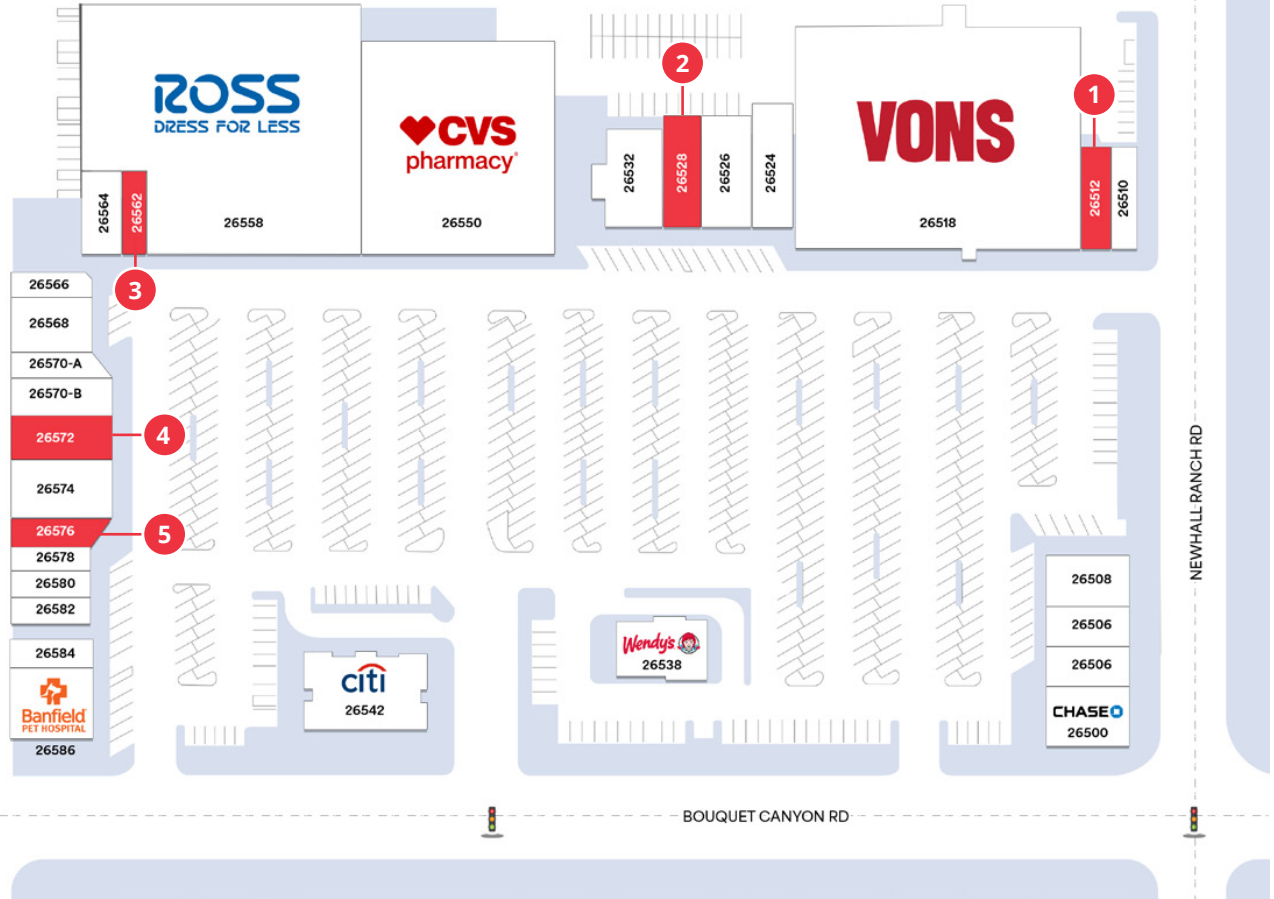 ROSS
DRESS FOR LESS
CVS
pharmacy
VONS
2
1
26564
26562
26558
26550
26532
26528
26526
26524
26518
26512
26510
3
26566
26568
26570-A
26570-B
26572
4
26574
26576
5
26578
26580
26582
26584
Banfield
PET HOSPITAL
26586
citi
26542
Wendy's
26538
26508
26506
26506
CHASE
26500
NEWHALL RANCH RD
BOUQUET CANYON RD